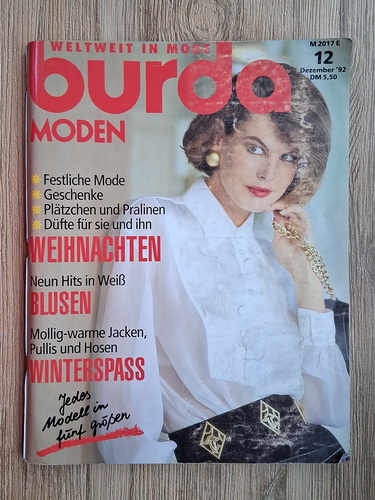 WELTWEIT IN MOSS
M 2017 E
burda
12
Dezember '92
DM 5,50
MODEN
Festliche Mode
Geschenke
Plätzchen und Pralinen
Düfte für sie und ihn
WEIHNACHTEN
Neun Hits in Weiß
BLUSEN
Mollig-warme Jacken,
Pullis und Hosen
WINTERSPASS
Jedes
Modell in
fünf größen